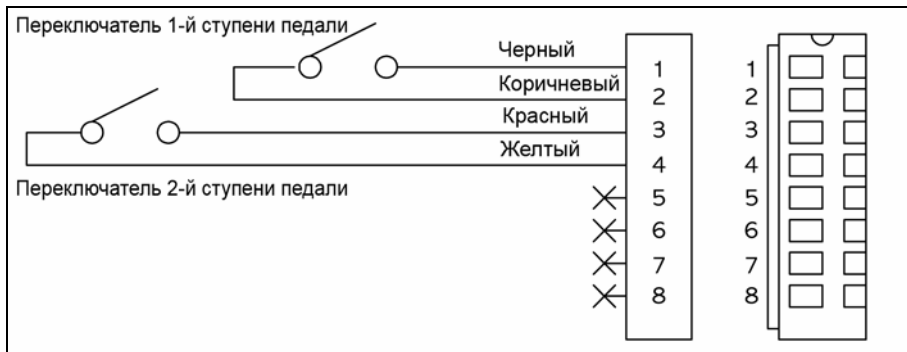 Переключатель 1-й ступени педали
Черный
Коричневый
Красный
Желтый
Переключатель 2-й ступени педали
1
2
3
4
5
6
7
8
1
2
3
4
5
6
7
8